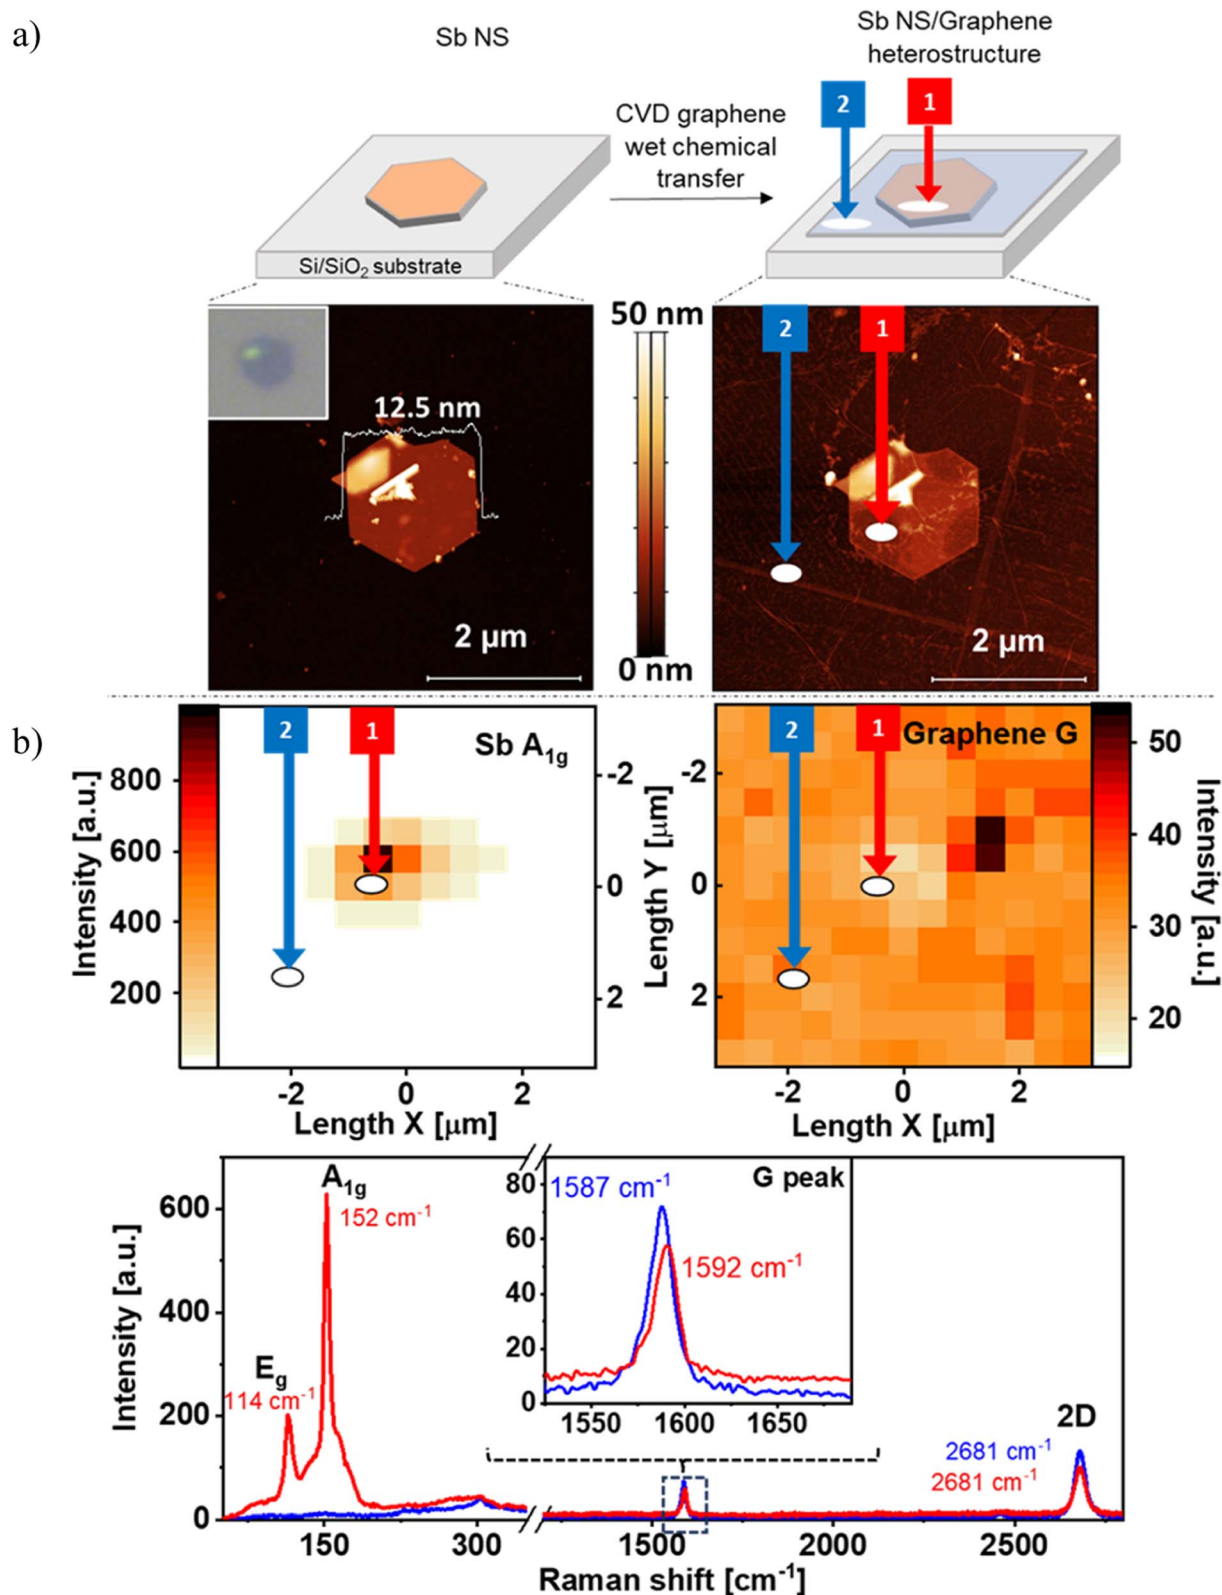 a)
Sb NS
Sb NS/Graphene
heterostructure
CVD graphene
wet chemical
transfer
2
1
Si/SiO₂ substrate
50 nm
12.5 nm
2 µm
0 nm
2
1
2 µm
b)
2
1
Sb A₁g
Intensity [a.u.]
800
600
400
200
-2
0
2
Length Y [µm]
-2
0
2
Length X [µm]
2
1
Graphene G
-2
0
2
50
40
30
20
Intensity [a.u.]
-2
0
2
Length X [µm]
Intensity [a.u.]
600
400
200
0
A₁g
152 cm⁻¹
Eg
114 cm⁻¹
80
60
40
20
0
1587 cm⁻¹
G peak
1592 cm⁻¹
1550
1600
1650
2D
2681 cm⁻¹
2681 cm⁻¹
150
300
1500
2000
2500
Raman shift [cm⁻¹]